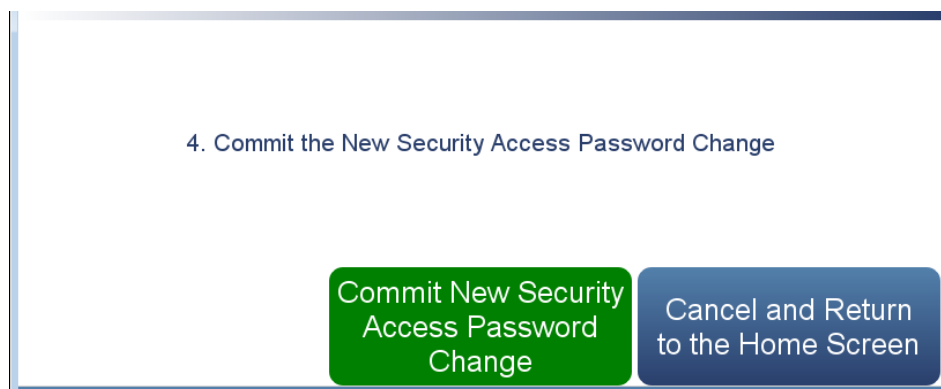 4. Commit the New Security Access Password Change
Commit New Security
Access Password
Change
Cancel and Return
to the Home Screen